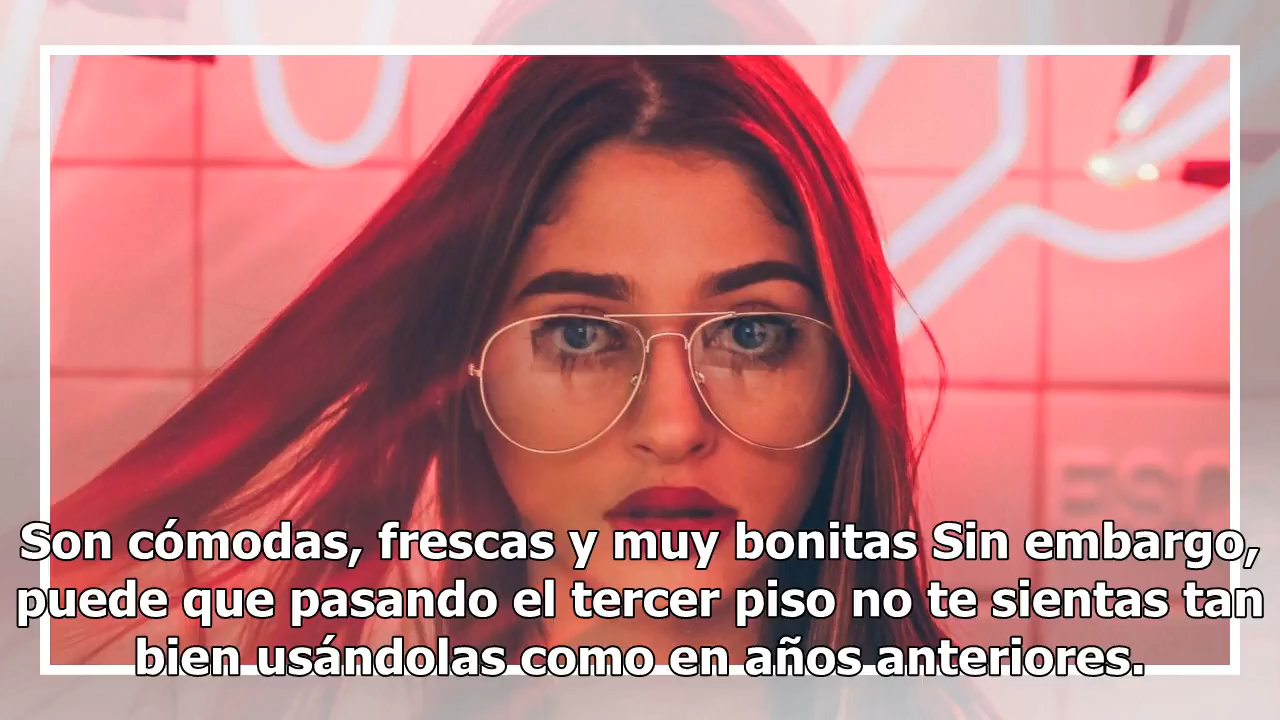 ESC
Son cómodas, frescas y muy bonitas Sin embargo,
puede que pasando el tercer piso no te sientas tan
bien usándolas como en años anteriores.